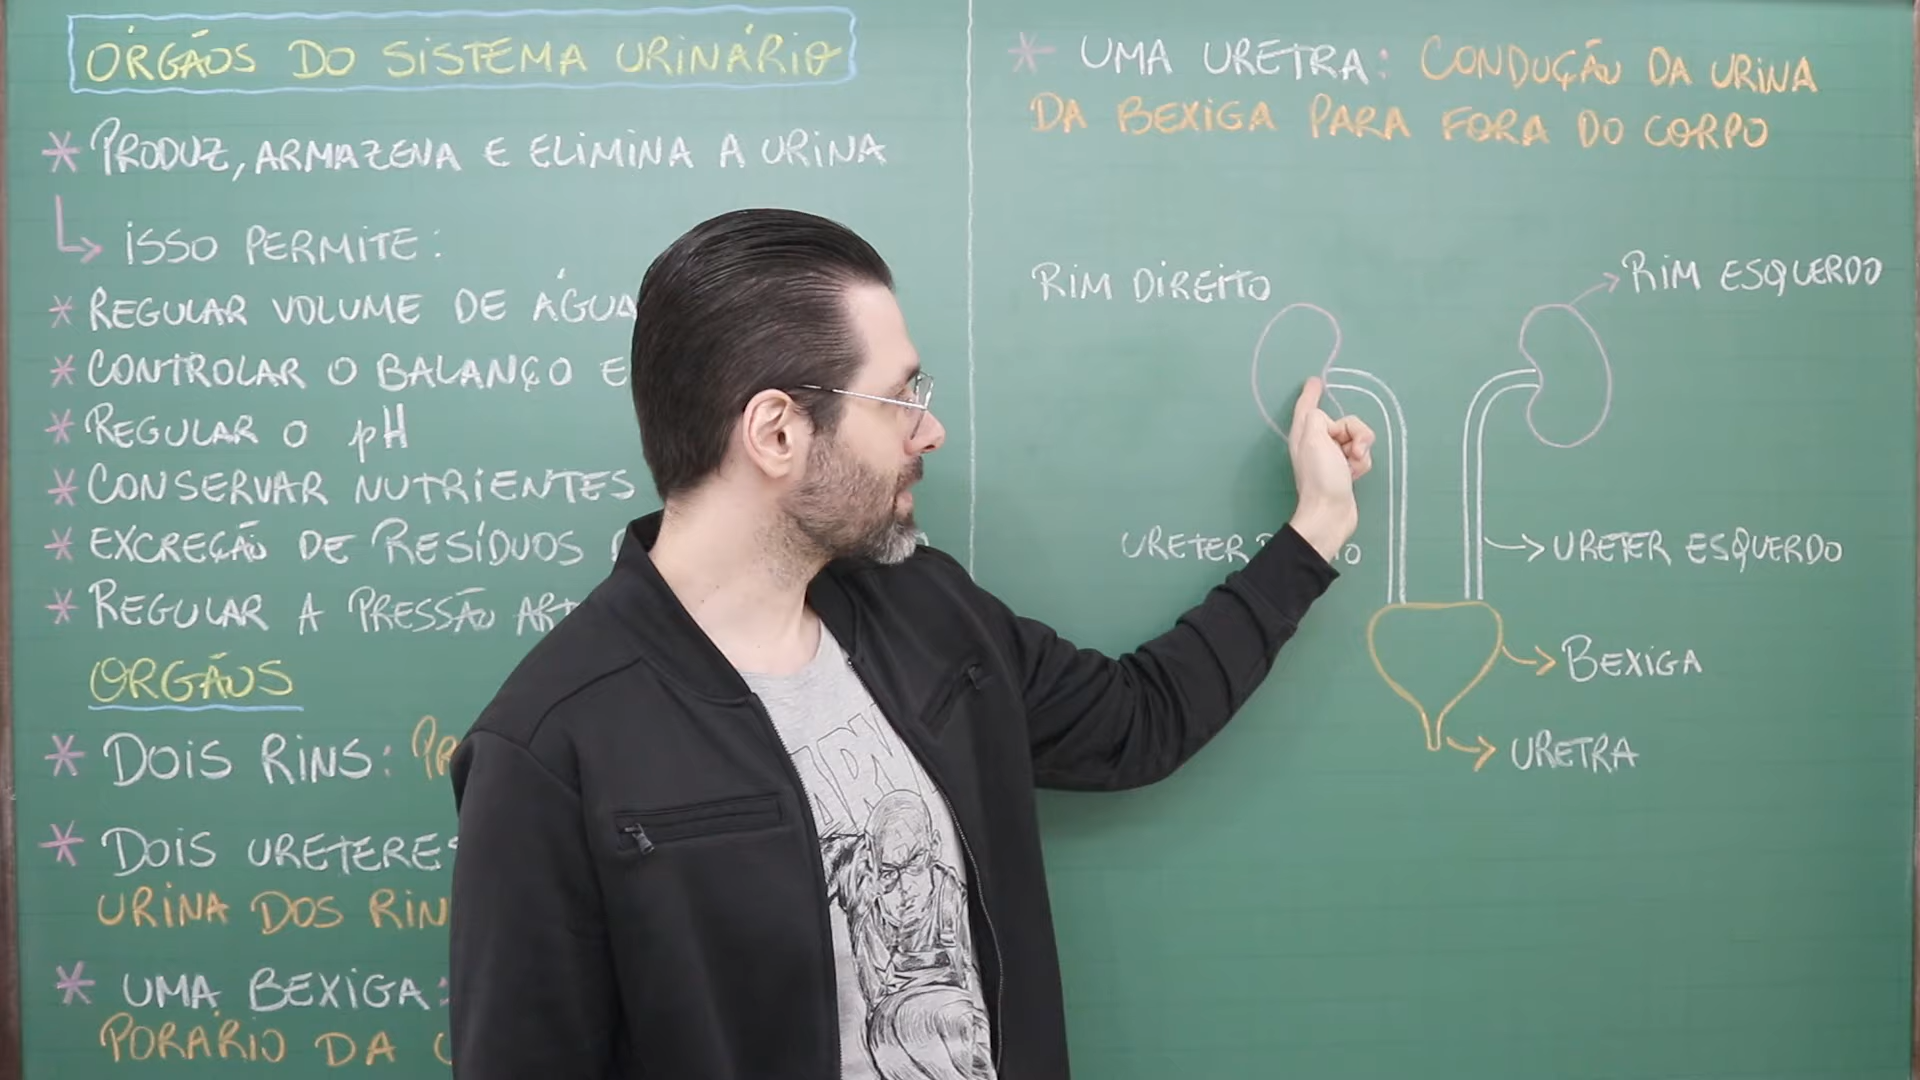 ÓRGÃOS DO SISTEMA URINÁRIO
* PRODUZ, ARMAZENA E ELIMINA A URINA
ISSO PERMITE:
* REGULAR VOLUME DE ÁGUA
* CONTROLAR O BALANÇO
* REGULAR O pH
* CONSERVAR NUTRIENTES
* EXCREÇÃO DE RESÍDUOS
* REGULAR A PRESSÃO
ORGÃOS
* DOIS RINS:
* DOIS URETERES
URINA DOS
* UMA BEXIGA:
PORÁRIO DA
* UMA URETRA: CONDUÇÃO DA URINA
DA BEXIGA PARA FORA DO CORPO
RIM DIREITO
RIM ESQUERDO
URETER
URETER ESQUERDO
BEXIGA
URETRA